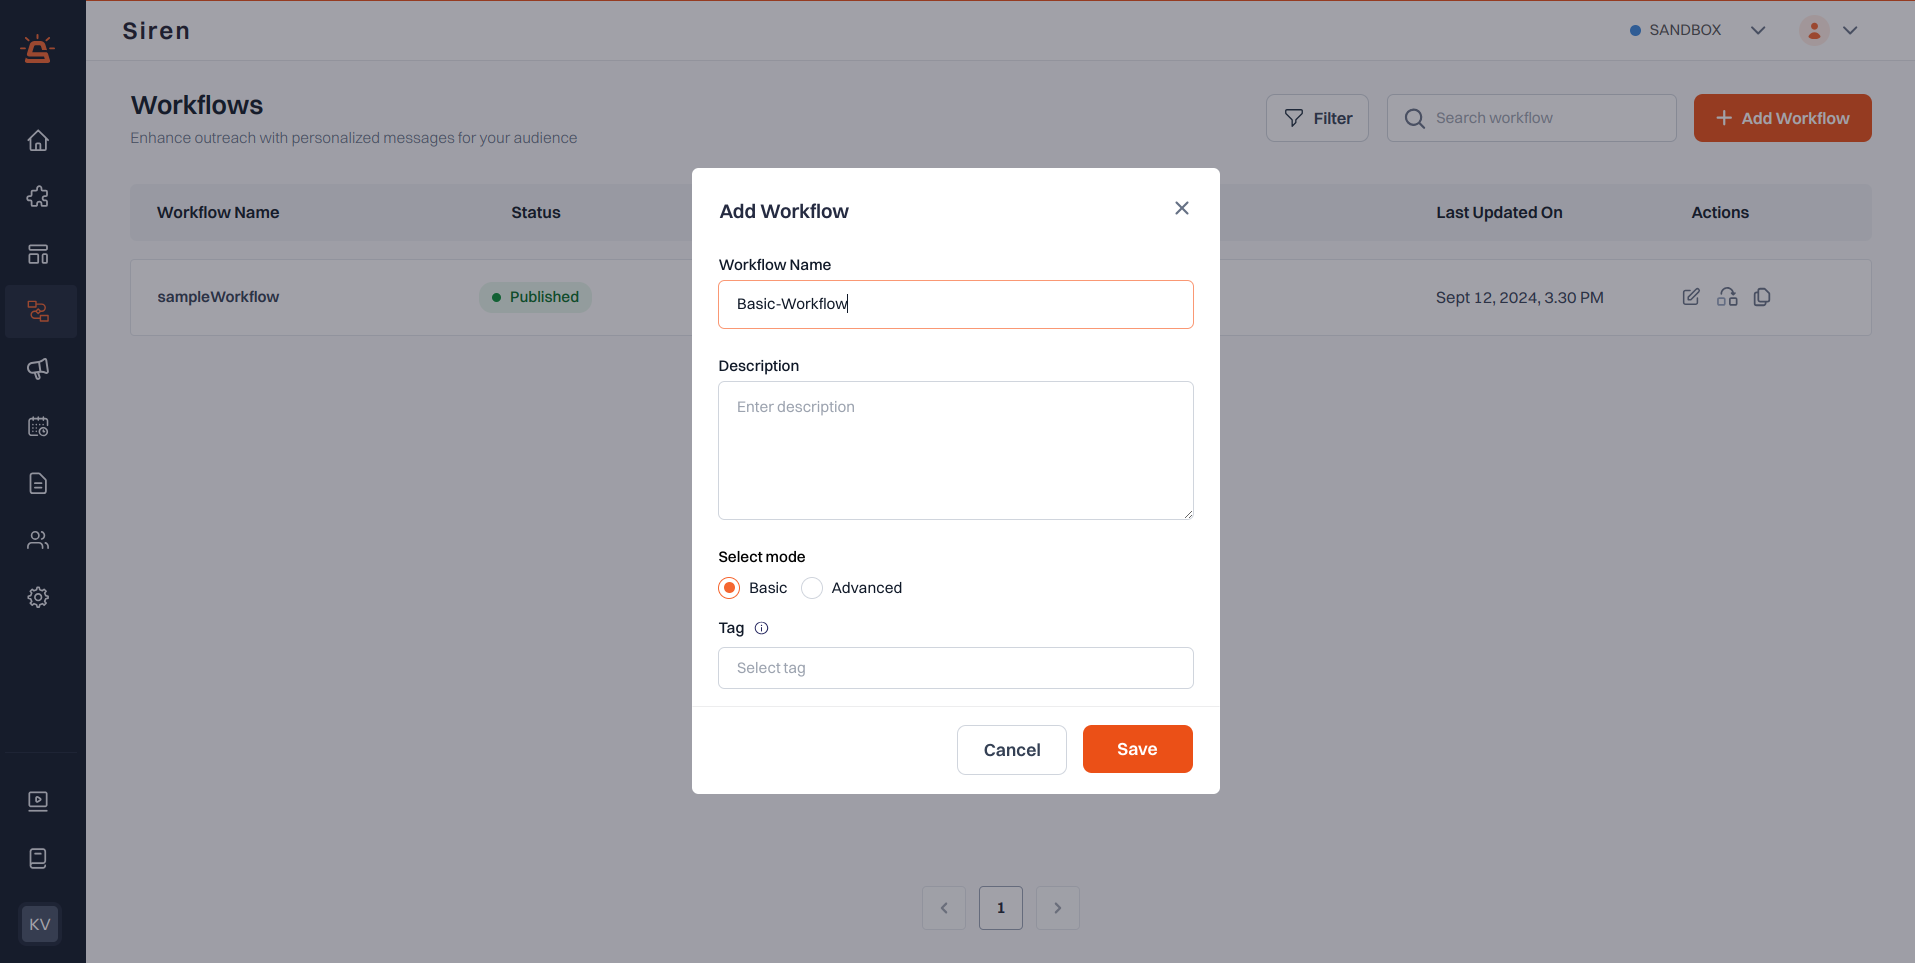 Siren
SANDBOX
Workflows
Enhance outreach with personalized messages for your audience
Filter
Search workflow
Add Workflow
Workflow Name
Status
Last Updated On
Actions
sampleWorkflow
Published
Sept 12, 2024, 3.30 PM
Add Workflow
Workflow Name
Basic-Workflow
Description
Enter description
Select mode
Basic
Advanced
Tag
Select tag
Cancel
Save
1
KV